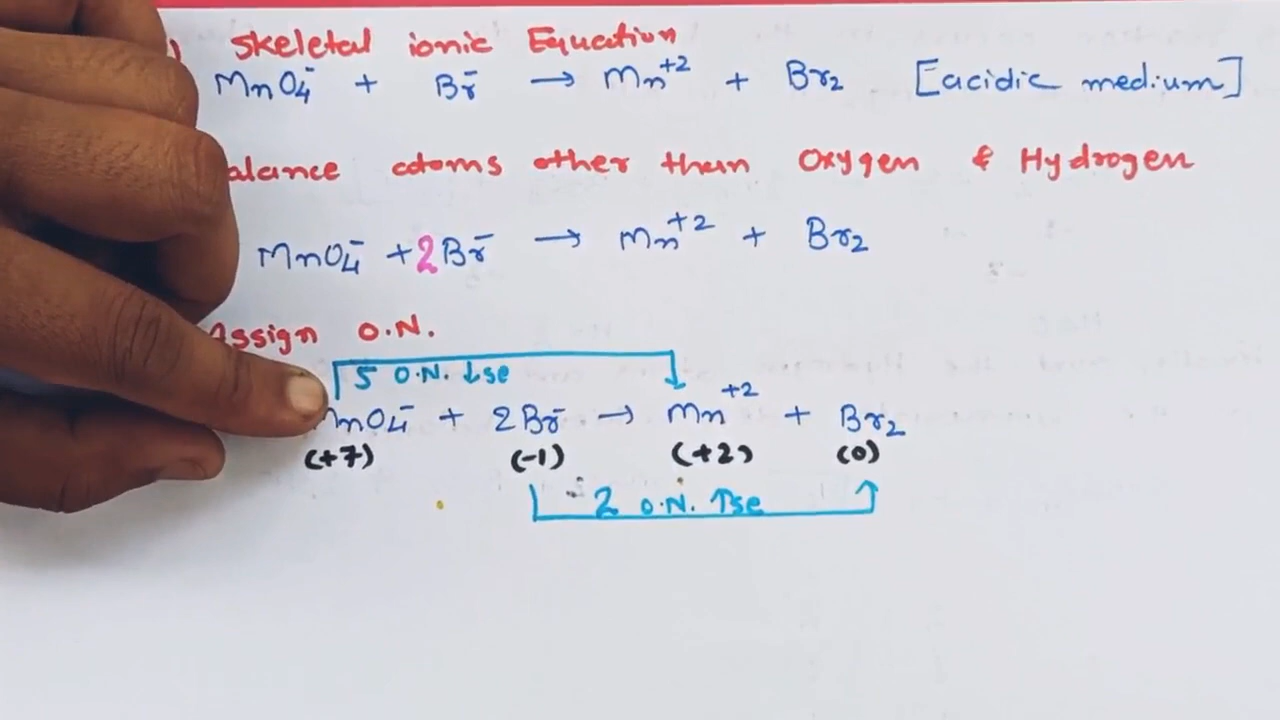 ) Skeletal ionic Equation
MnO4⁻ + Br⁻ → Mn⁺² + Br2 [acidic medium]
alance atoms other than Oxygen & Hydrogen
MnO4⁻ + 2Br⁻ → Mn⁺² + Br2
Assign O.N.
5 O.N. ↓se
MnO4⁻ + 2Br⁻ → Mn⁺² + Br2
(+7) (-1) (+2) (0)
2 O.N. ↑se